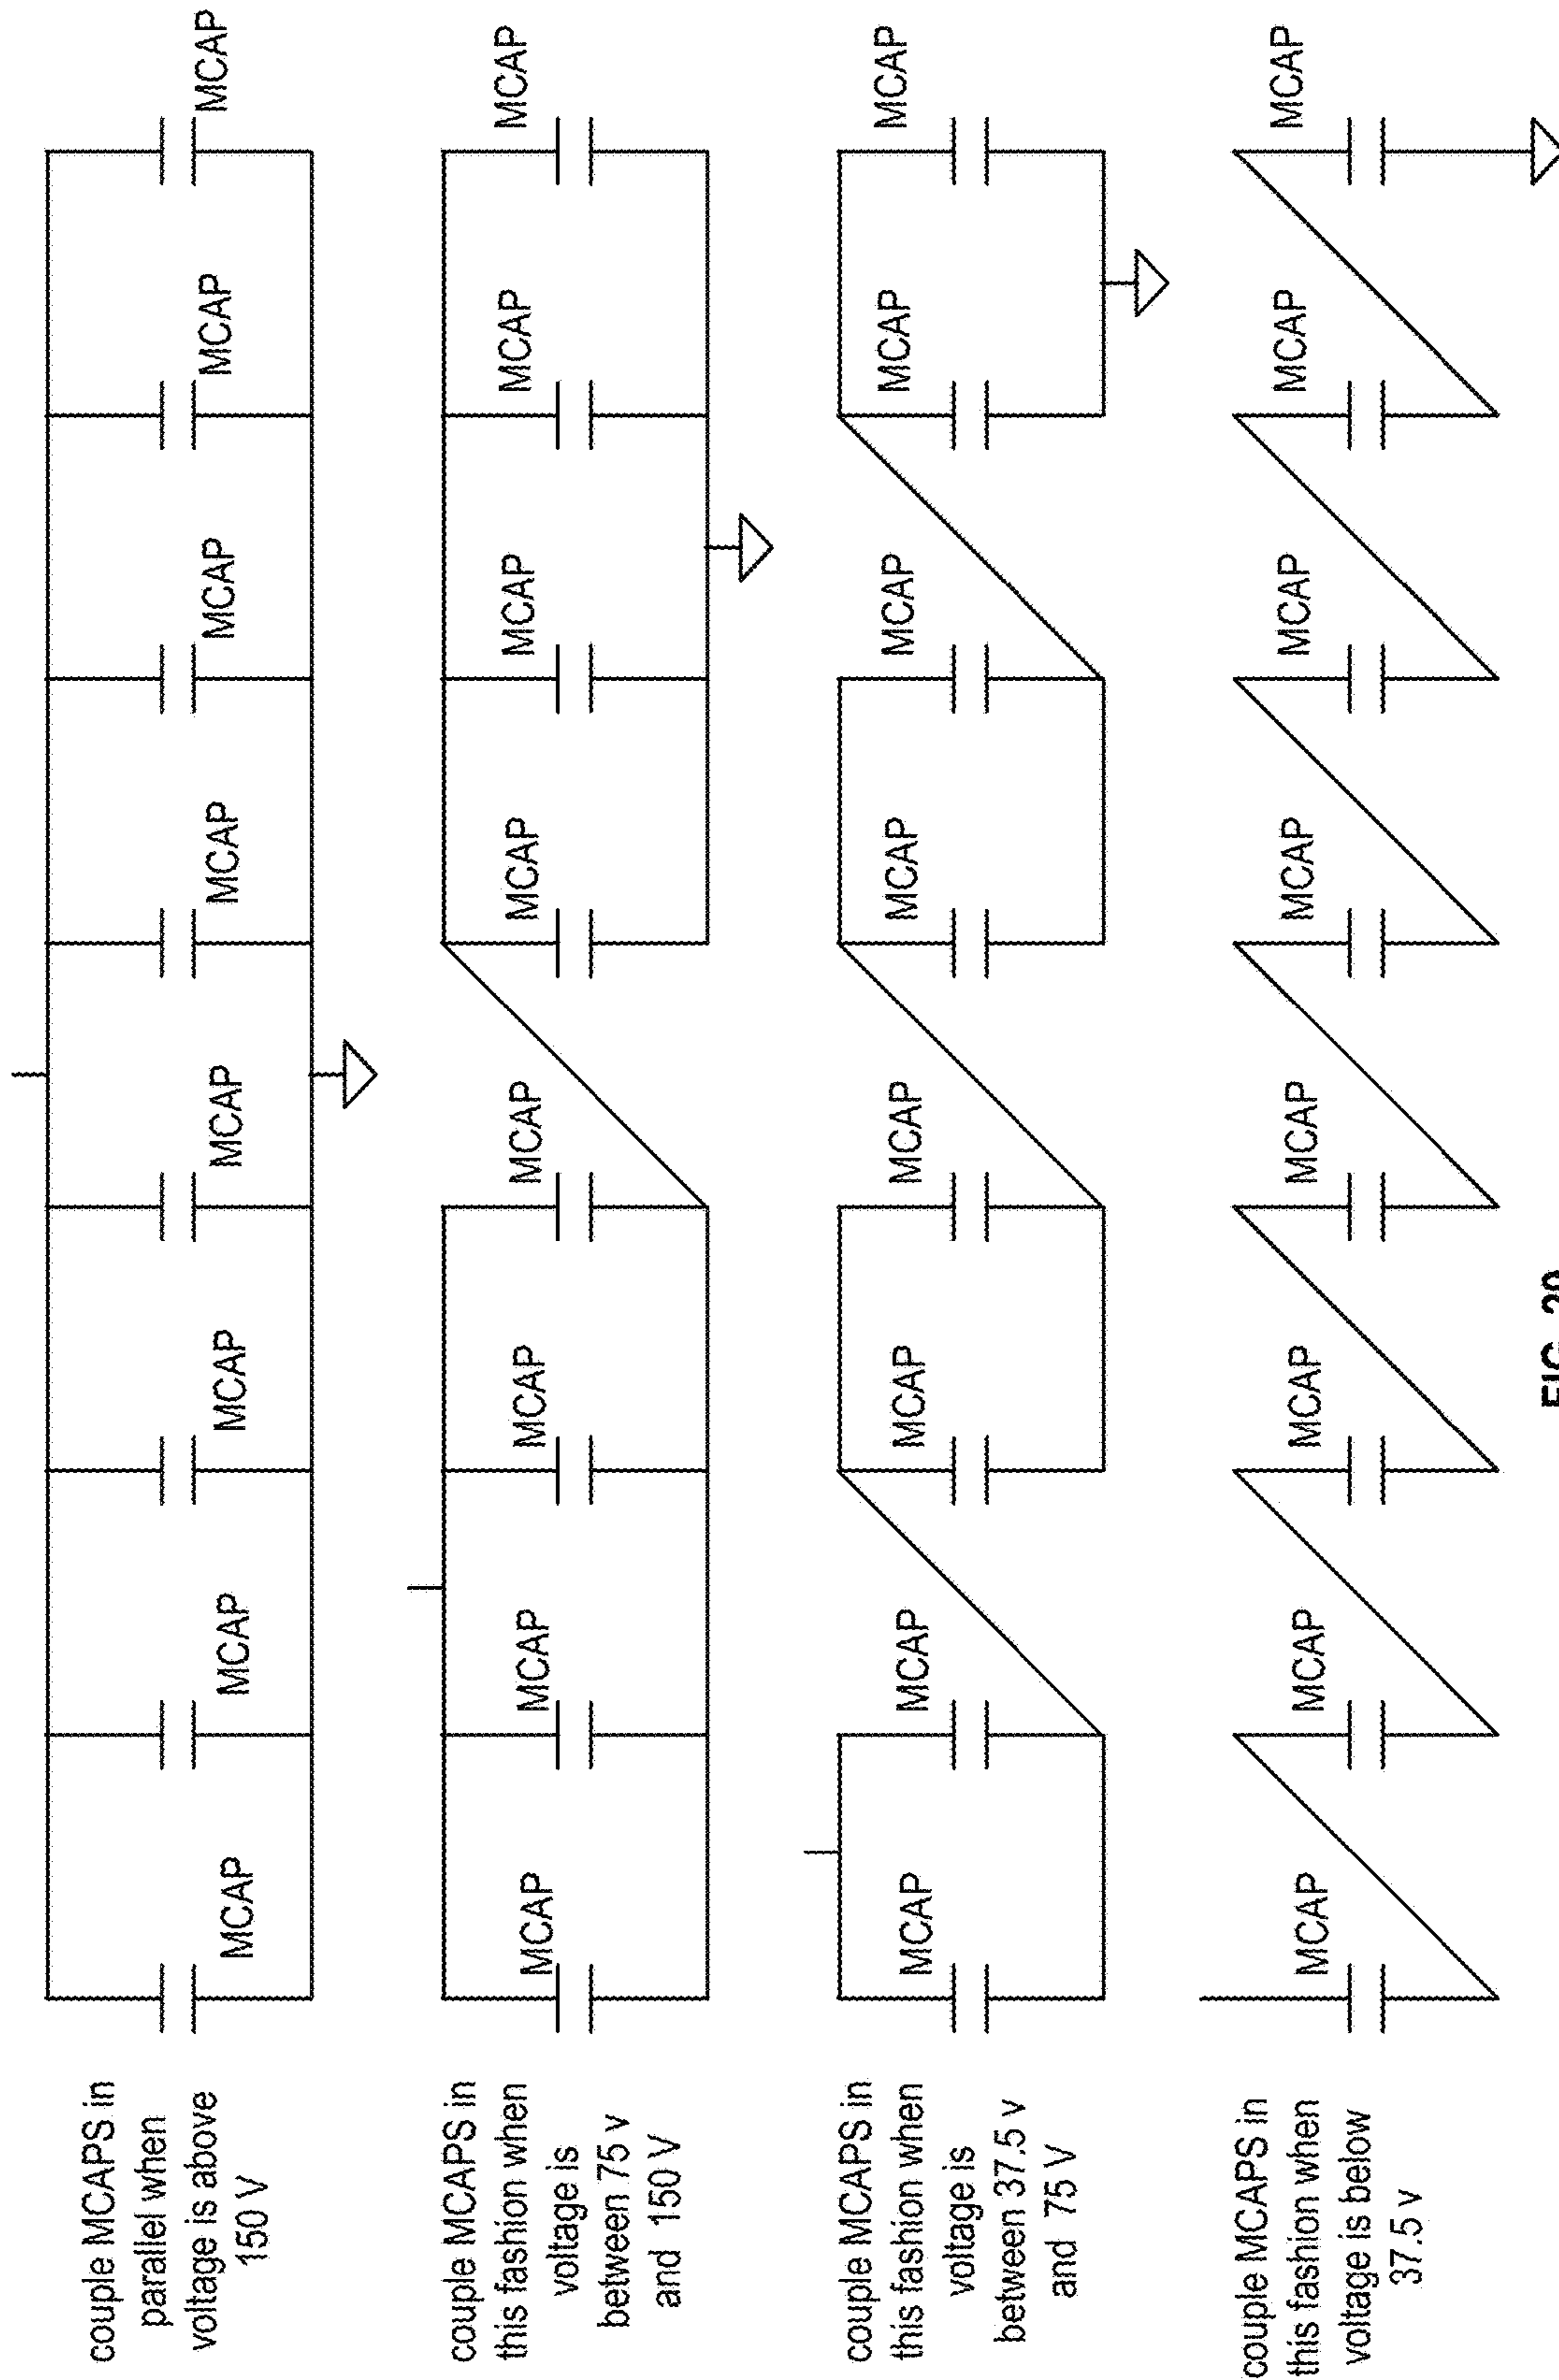 couple MCAPS in
parallel when
voltage is above
150 V
MCAP
MCAP
MCAP
MCAP
MCAP
MCAP
MCAP
MCAP
couple MCAPS in
this fashion when
voltage is
between 75 v
and 150 V
MCAP
MCAP
MCAP
MCAP
MCAP
MCAP
MCAP
MCAP
couple MCAPS in
this fashion when
voltage is
between 37.5 v
and 75 V
MCAP
MCAP
MCAP
MCAP
MCAP
MCAP
MCAP
MCAP
couple MCAPS in
this fashion when
voltage is below
37.5 v
MCAP
MCAP
MCAP
MCAP
MCAP
MCAP
MCAP
MCAP
FIG.